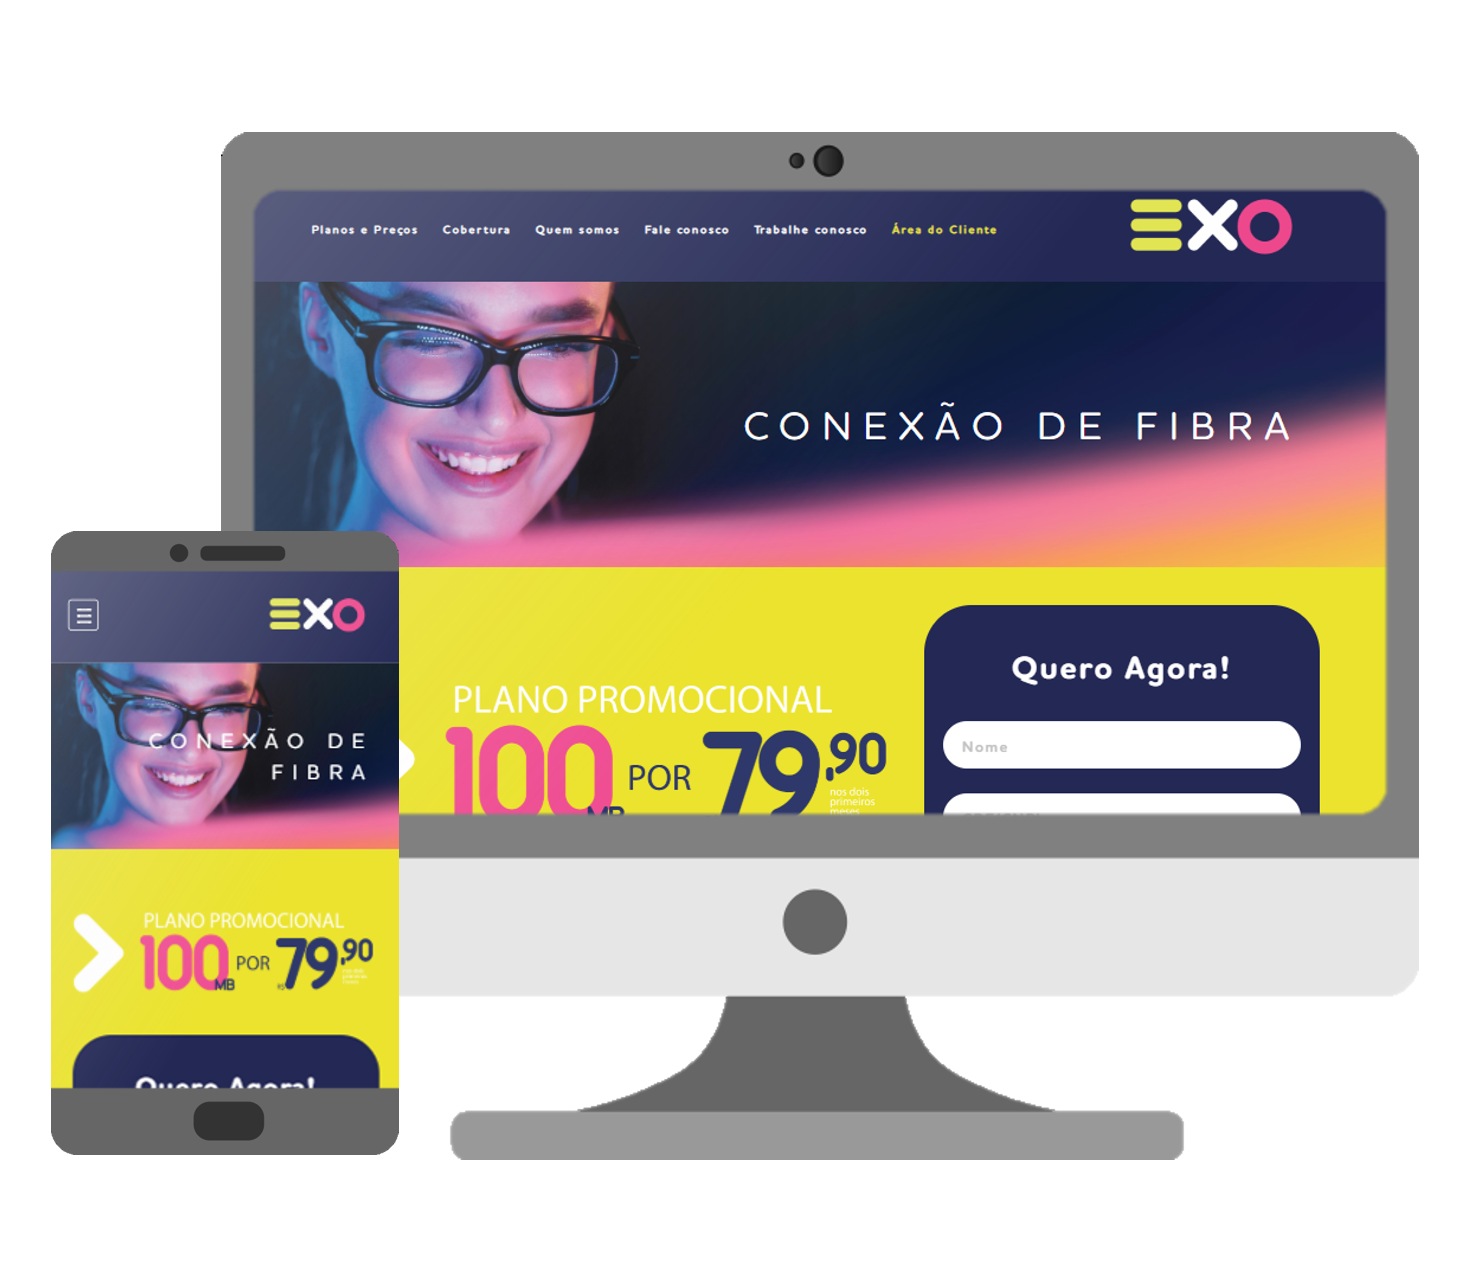 Planos e Preços Cobertura Quem somos Fale conosco Trabalhe conosco Área do Cliente
EXO
CONEXÃO DE FIBRA
PLANO PROMOCIONAL
100 MB POR 79,90
nos dois
primeiros
meses
Quero Agora!
Nome
EXO
CONEXÃO DE
FIBRA
PLANO PROMOCIONAL
100 MB POR R$ 79,90
Quero Agora!